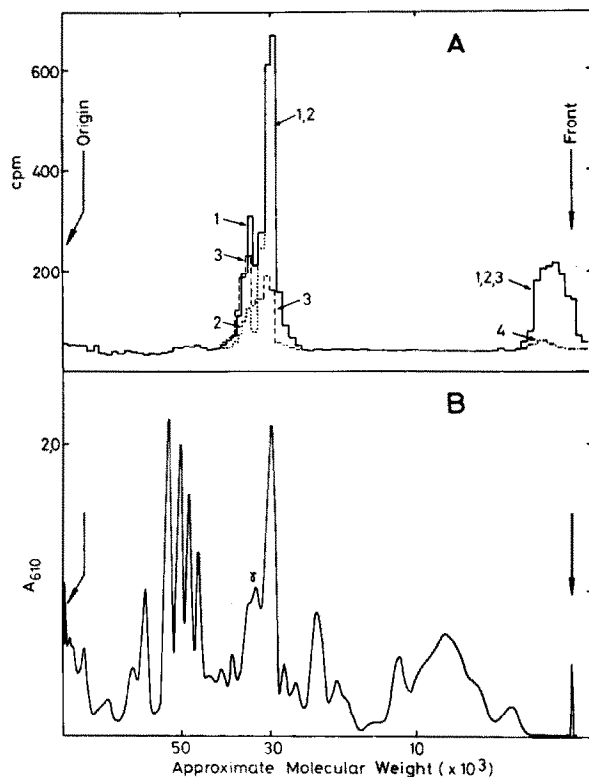 A
600
400
200
cpm
Origin
Front
1
3
2
1,2
3
1,2,3
4
B
2,0
A610
γ
50
30
10
Approximate Molecular Weight (x 10³)